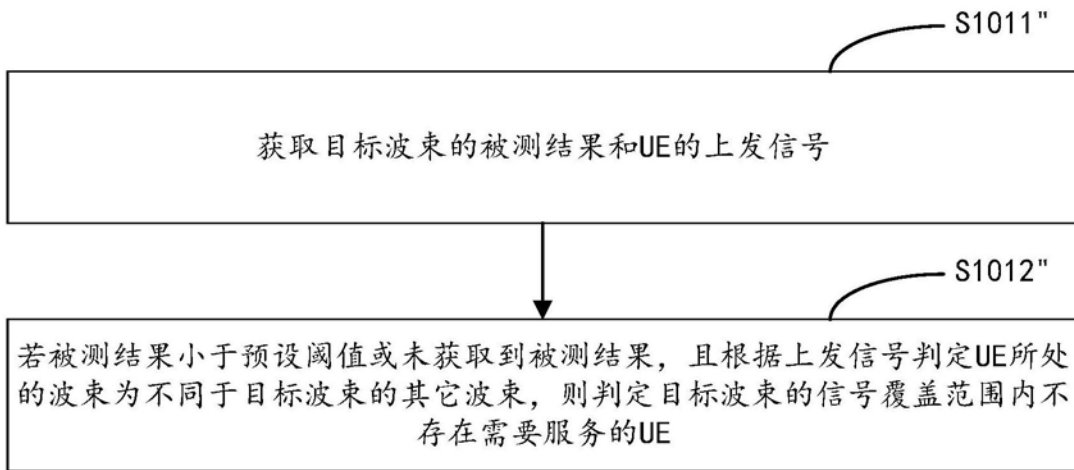 S1011"
获取目标波束的被测结果和UE的上发信号
S1012"
若被测结果小于预设阈值或未获取到被测结果，且根据上发信号判定UE所处
的波束为不同于目标波束的其它波束，则判定目标波束的信号覆盖范围内不
存在需要服务的UE